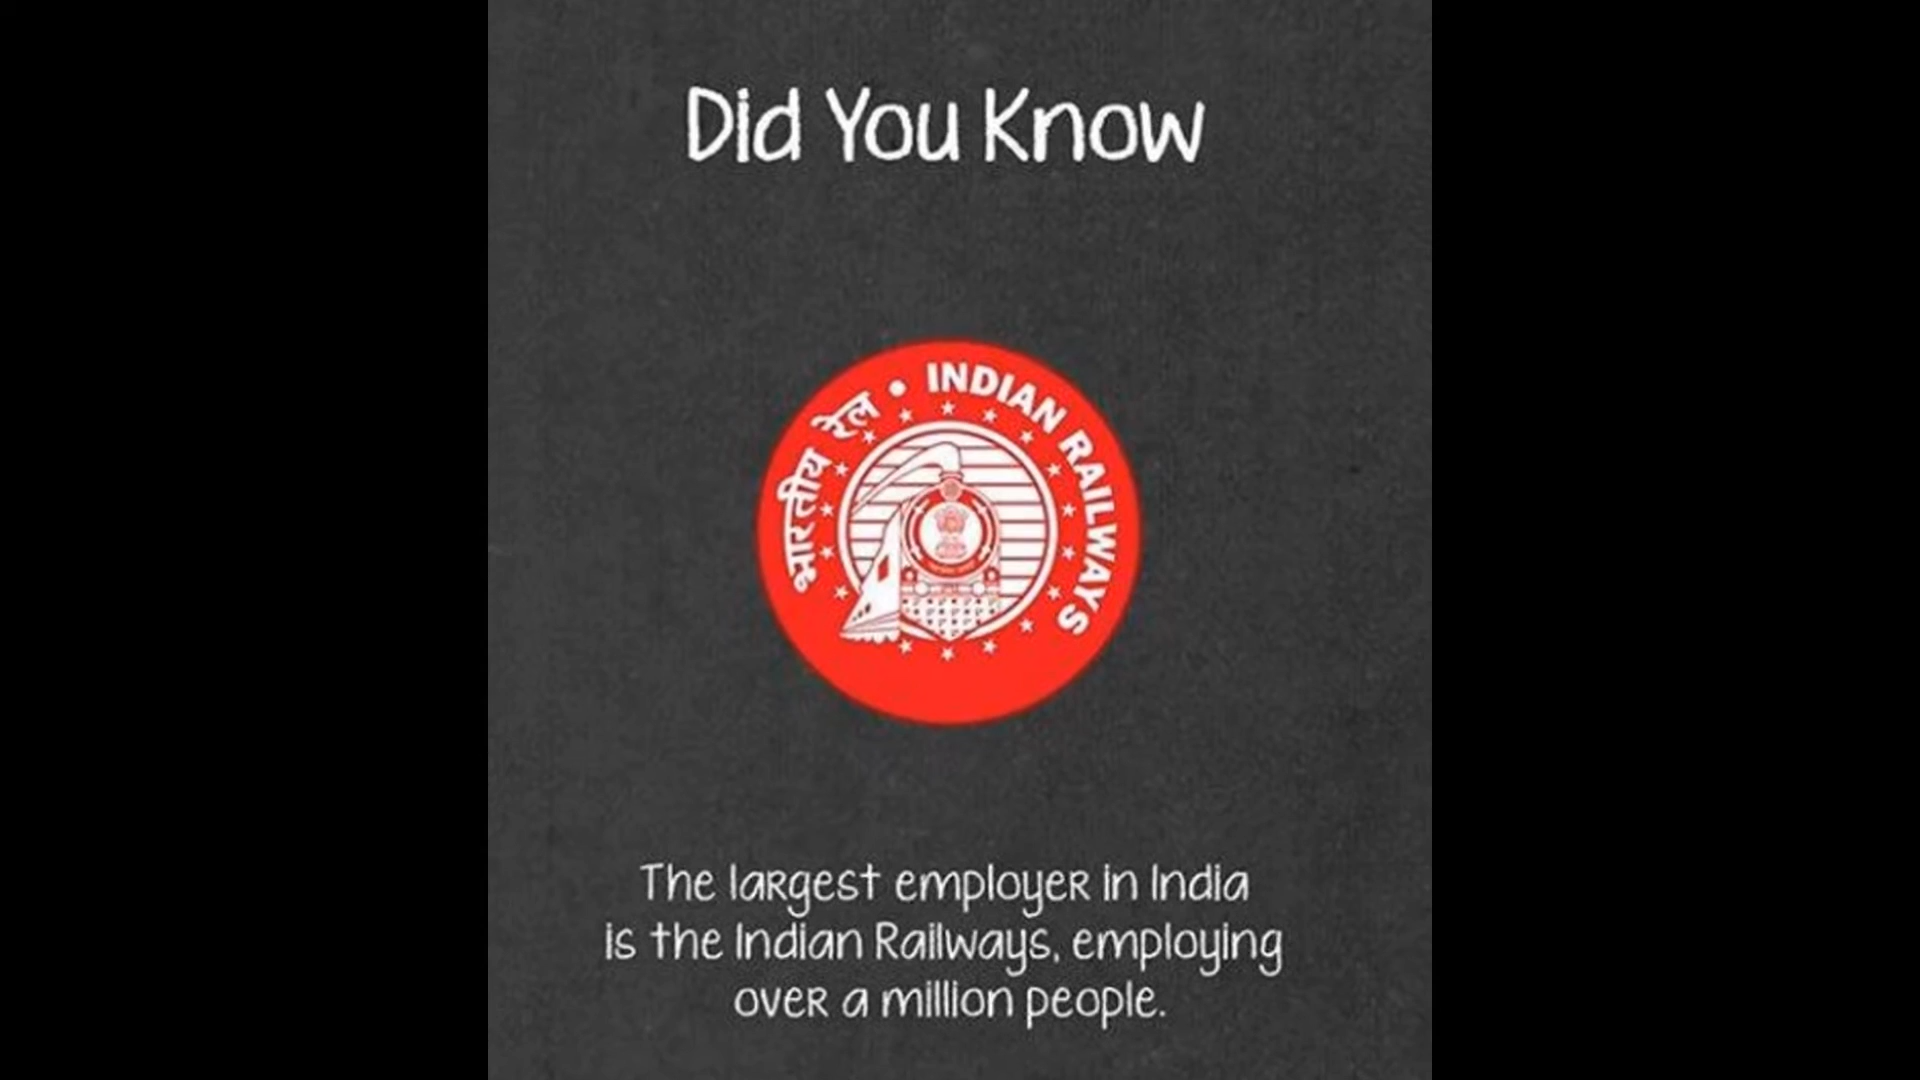 Did You Know
भारतीय रेल • INDIAN RAILWAYS
The largest employer in India
is the Indian Railways, employing
over a million people.